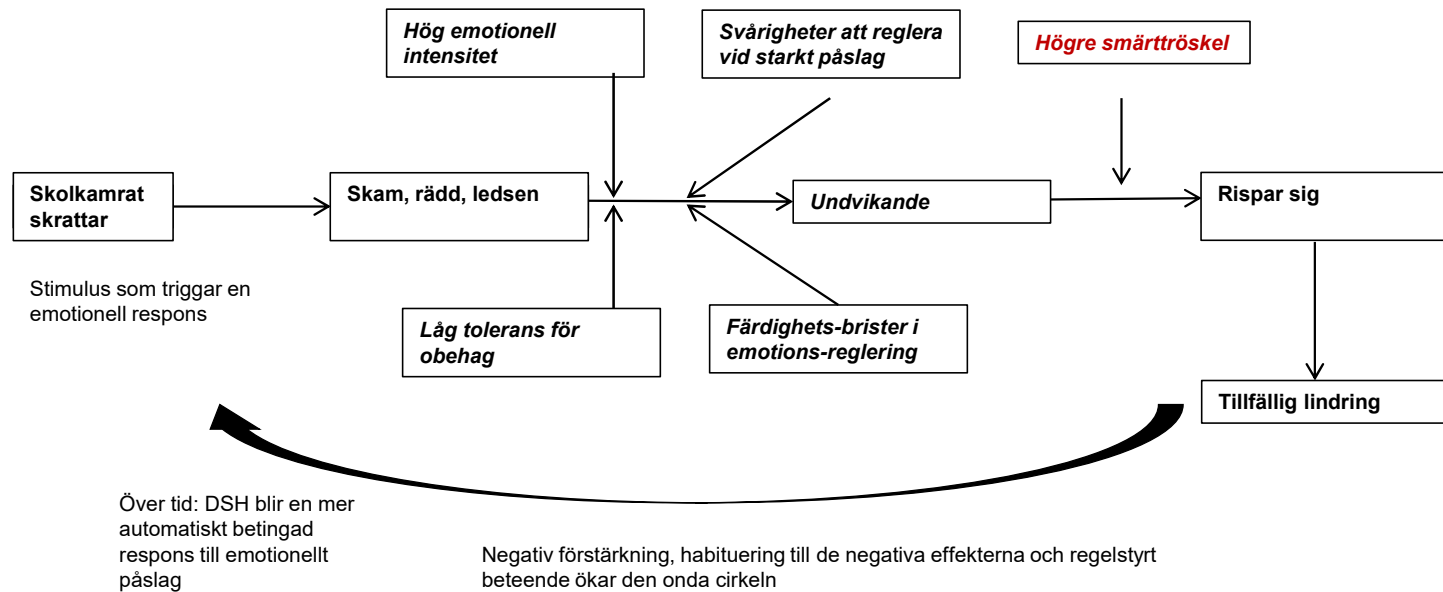 Hög emotionell
intensitet
Svårigheter att reglera
vid starkt påslag
Högre smärttröskel
Skolkamrat
skrattar
Skam, rädd, ledsen
Undvikande
Rispar sig
Stimulus som triggar en
emotionell respons
Låg tolerans för
obehag
Färdighets-brister i
emotions-reglering
Tillfällig lindring
Över tid: DSH blir en mer
automatiskt betingad
respons till emotionellt
påslag
Negativ förstärkning, habituering till de negativa effekterna och regelstyrt
beteende ökar den onda cirkeln